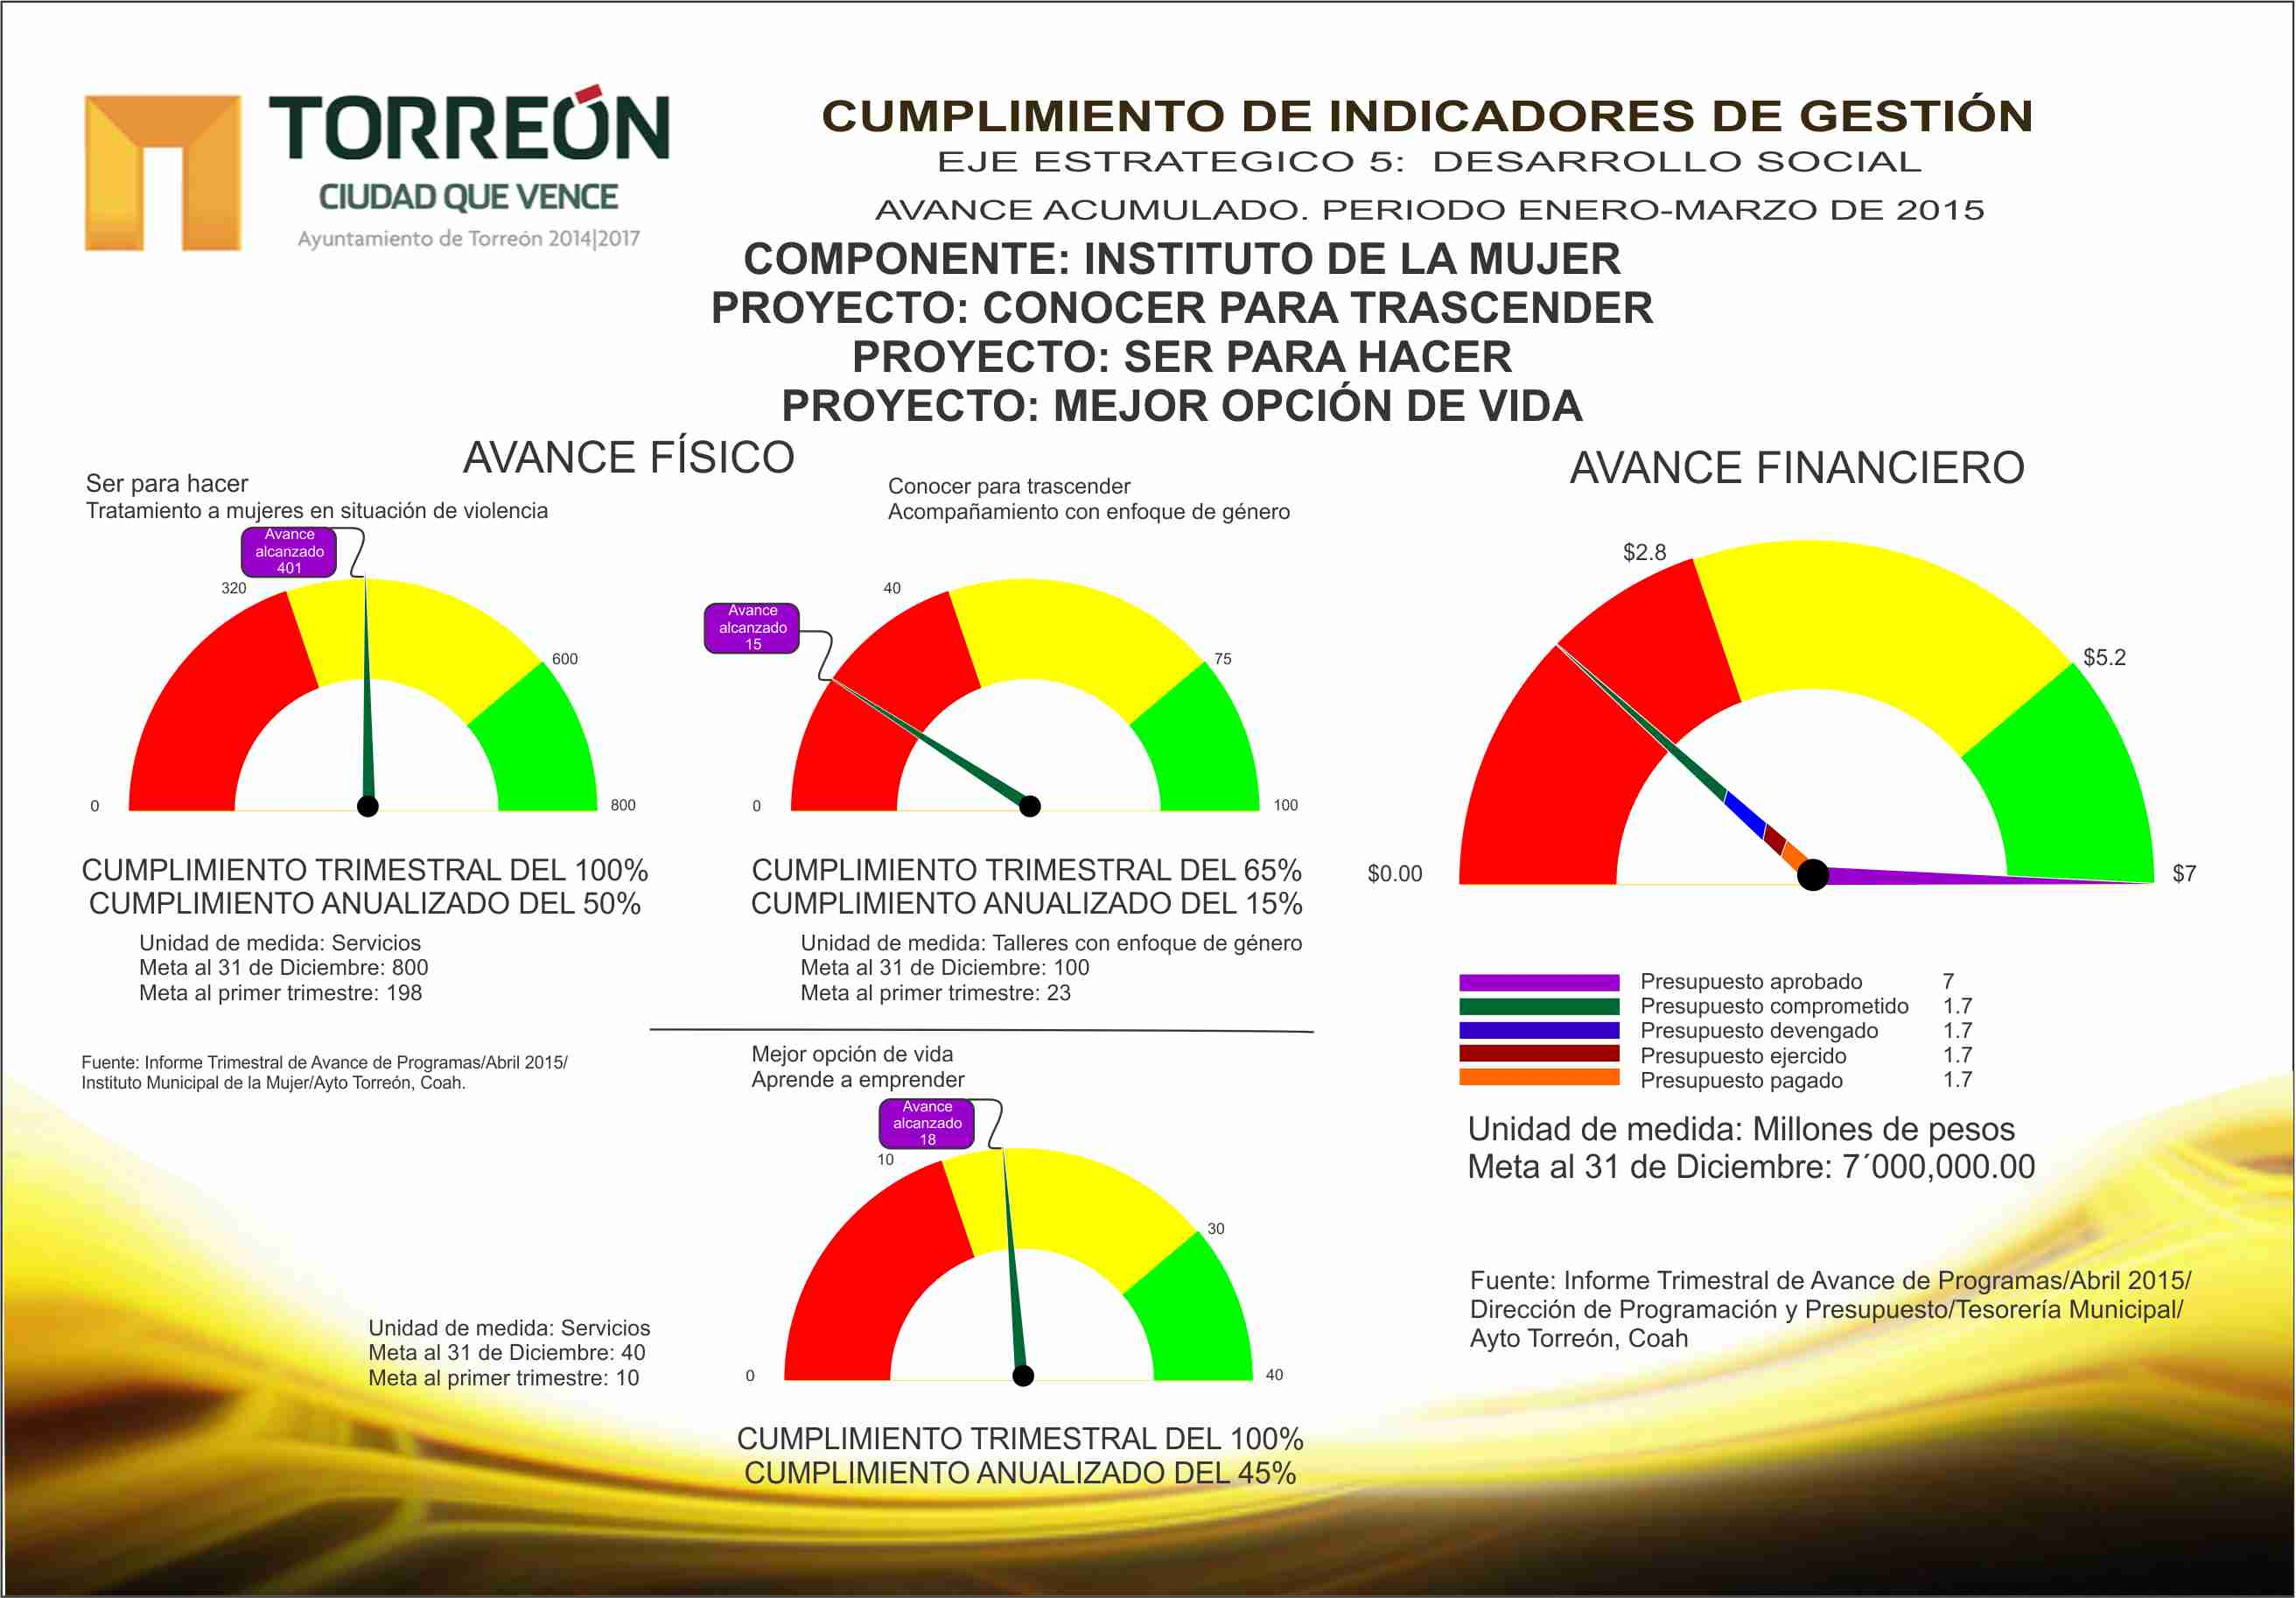 TORREÓN
CIUDAD QUE VENCE
Ayuntamiento de Torreón 2014|2017
CUMPLIMIENTO DE INDICADORES DE GESTIÓN
EJE ESTRATEGICO 5: DESARROLLO SOCIAL
AVANCE ACUMULADO. PERIODO ENERO-MARZO DE 2015
COMPONENTE: INSTITUTO DE LA MUJER
PROYECTO: CONOCER PARA TRASCENDER
PROYECTO: SER PARA HACER
PROYECTO: MEJOR OPCIÓN DE VIDA
AVANCE FÍSICO
Ser para hacer
Tratamiento a mujeres en situación de violencia
Avance
alcanzado
401
320
600
0
800
CUMPLIMIENTO TRIMESTRAL DEL 100%
CUMPLIMIENTO ANUALIZADO DEL 50%
Unidad de medida: Servicios
Meta al 31 de Diciembre: 800
Meta al primer trimestre: 198
Fuente: Informe Trimestral de Avance de Programas/Abril 2015/
Instituto Municipal de la Mujer/Ayto Torreón, Coah.
Conocer para trascender
Acompañamiento con enfoque de género
40
Avance
alcanzado
15
75
0
100
CUMPLIMIENTO TRIMESTRAL DEL 65%
CUMPLIMIENTO ANUALIZADO DEL 15%
Unidad de medida: Talleres con enfoque de género
Meta al 31 de Diciembre: 100
Meta al primer trimestre: 23
Mejor opción de vida
Aprende a emprender
Avance
alcanzado
18
10
30
0
40
Unidad de medida: Servicios
Meta al 31 de Diciembre: 40
Meta al primer trimestre: 10
CUMPLIMIENTO TRIMESTRAL DEL 100%
CUMPLIMIENTO ANUALIZADO DEL 45%
AVANCE FINANCIERO
$2.8
$5.2
$0.00
$7
Presupuesto aprobado 7
Presupuesto comprometido 1.7
Presupuesto devengado 1.7
Presupuesto ejercido 1.7
Presupuesto pagado 1.7
Unidad de medida: Millones de pesos
Meta al 31 de Diciembre: 7´000,000.00
Fuente: Informe Trimestral de Avance de Programas/Abril 2015/
Dirección de Programación y Presupuesto/Tesorería Municipal/
Ayto Torreón, Coah